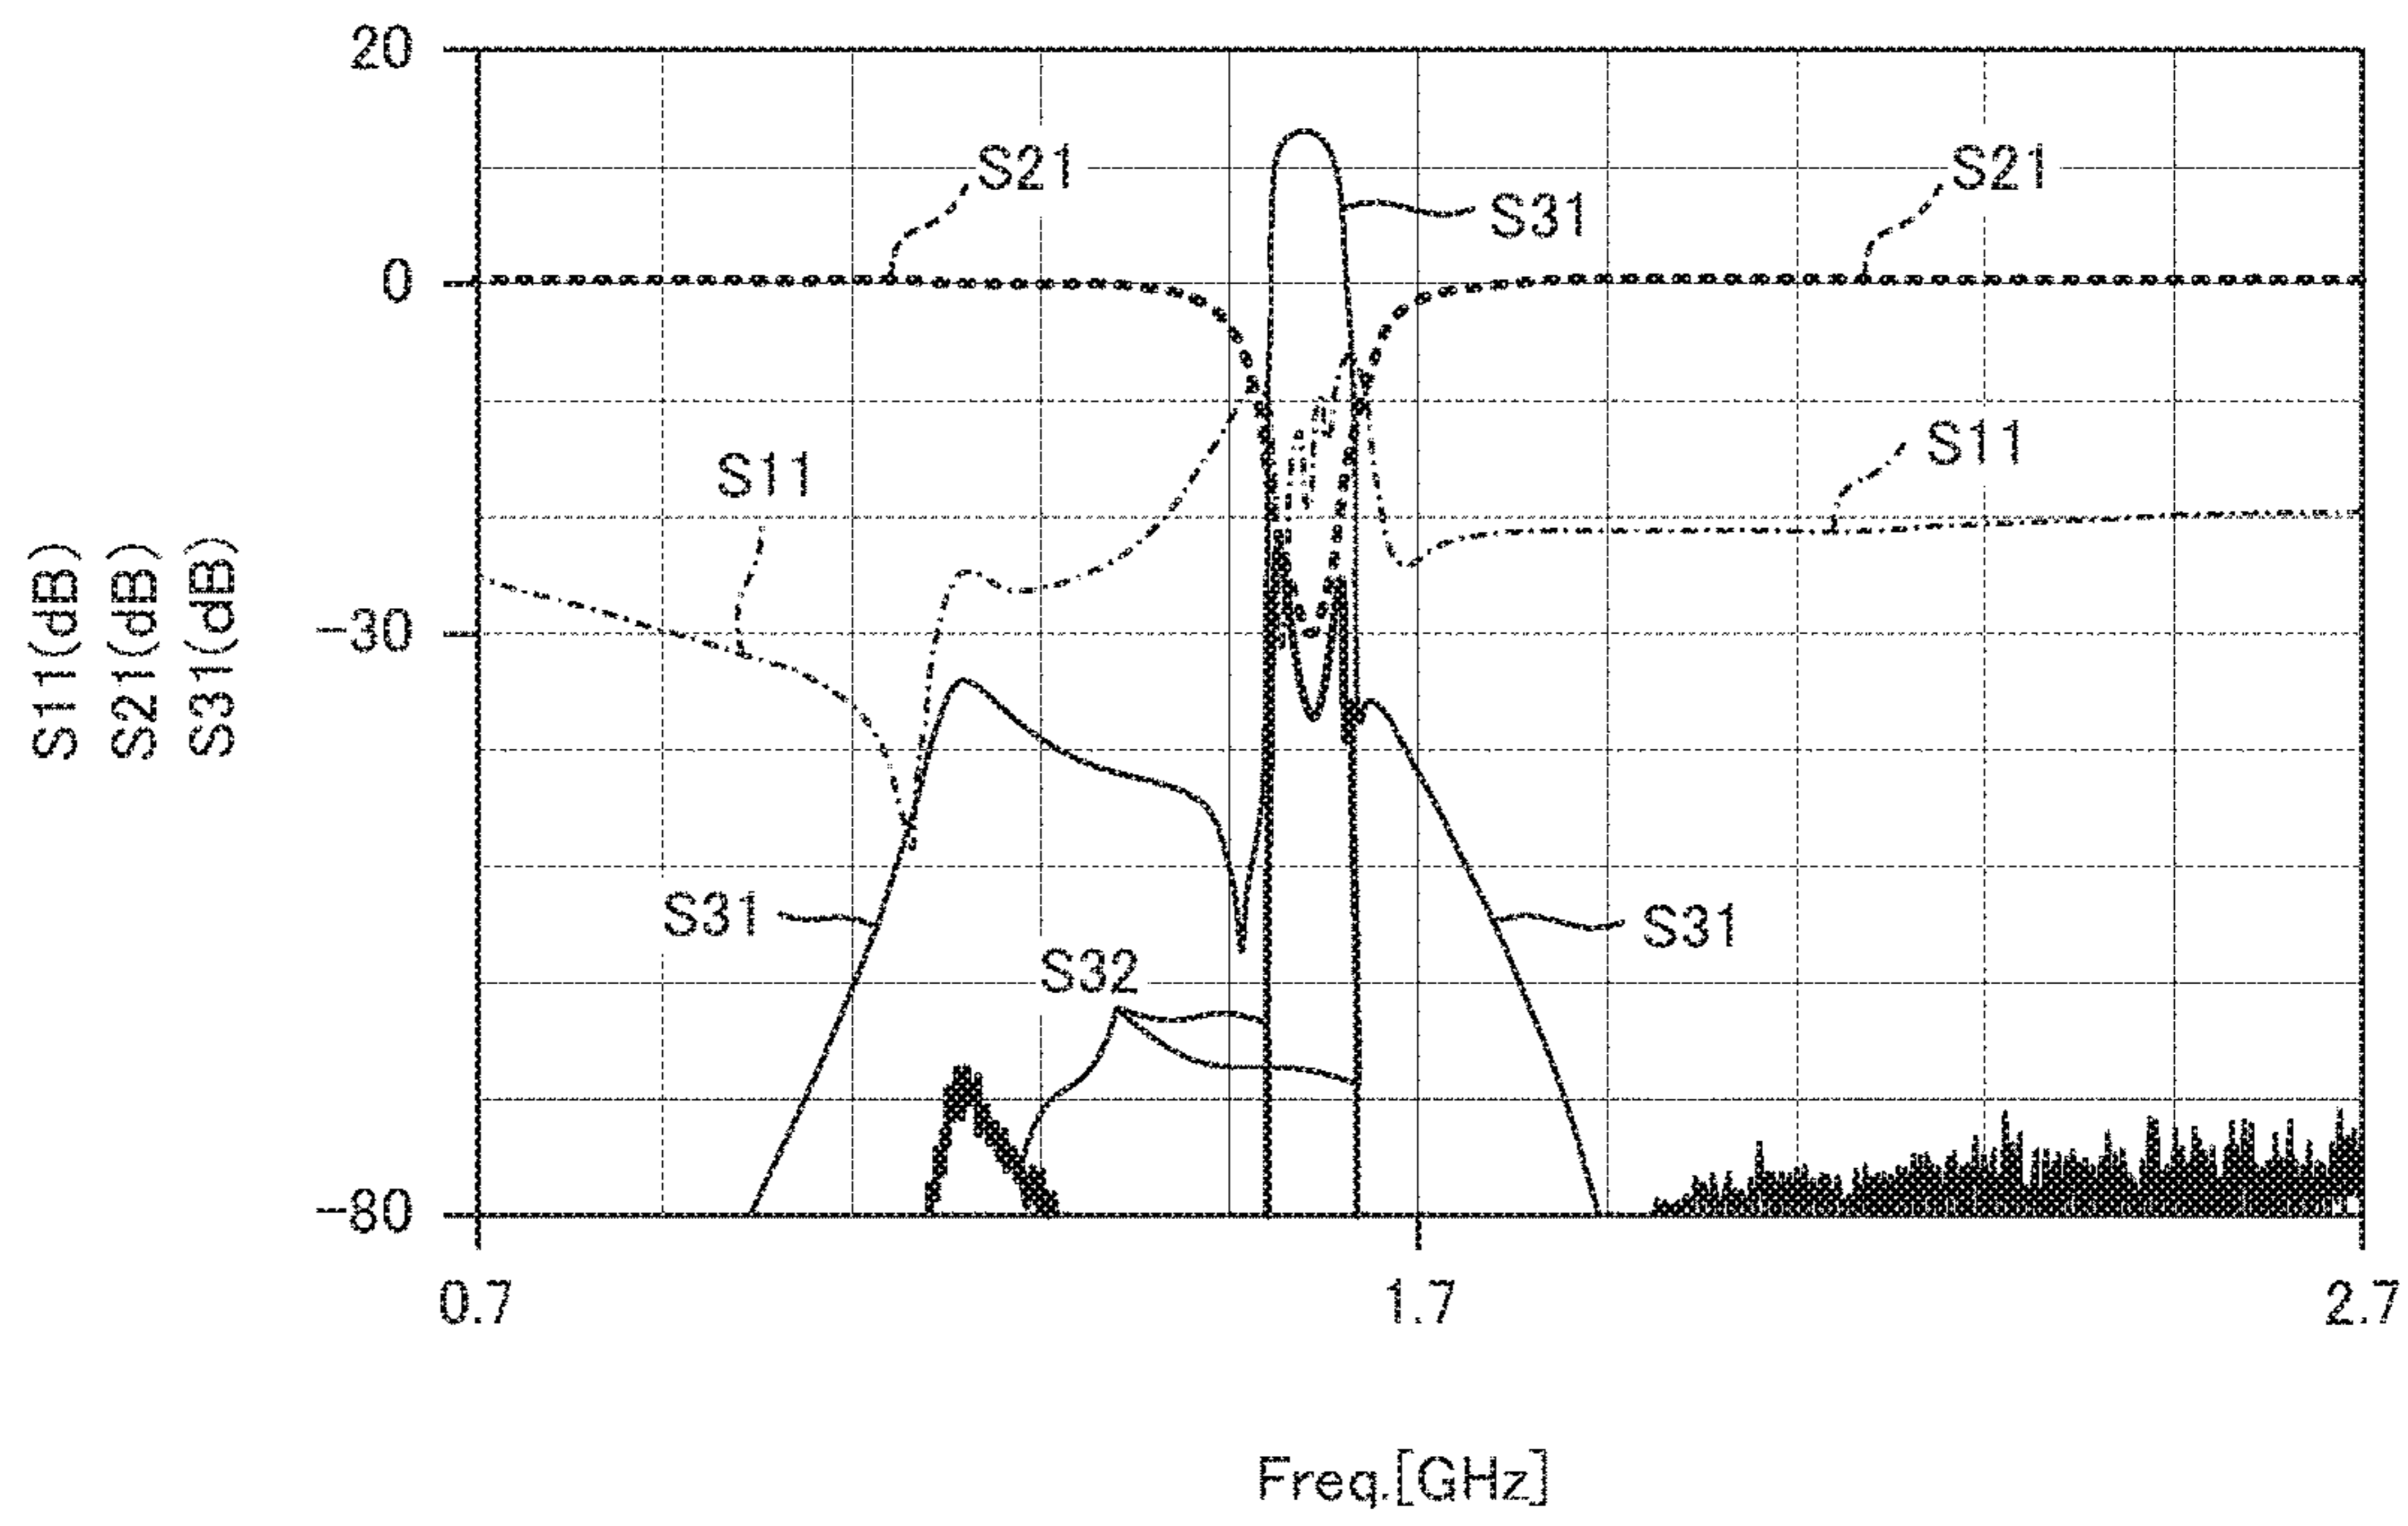 20
S21
S21
S31
0
S11
S11
-30
S11(dB)
S21(dB)
S31(dB)
S31
S31
S32
-80
0.7
1.7
2.7
Freq.[GHz]